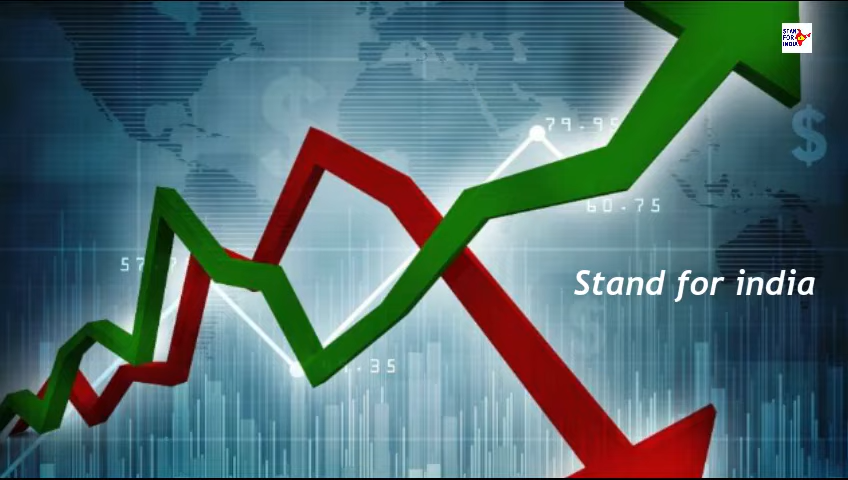 STAND
FOR
INDIA
79.95
60.75
Stand for india
.35